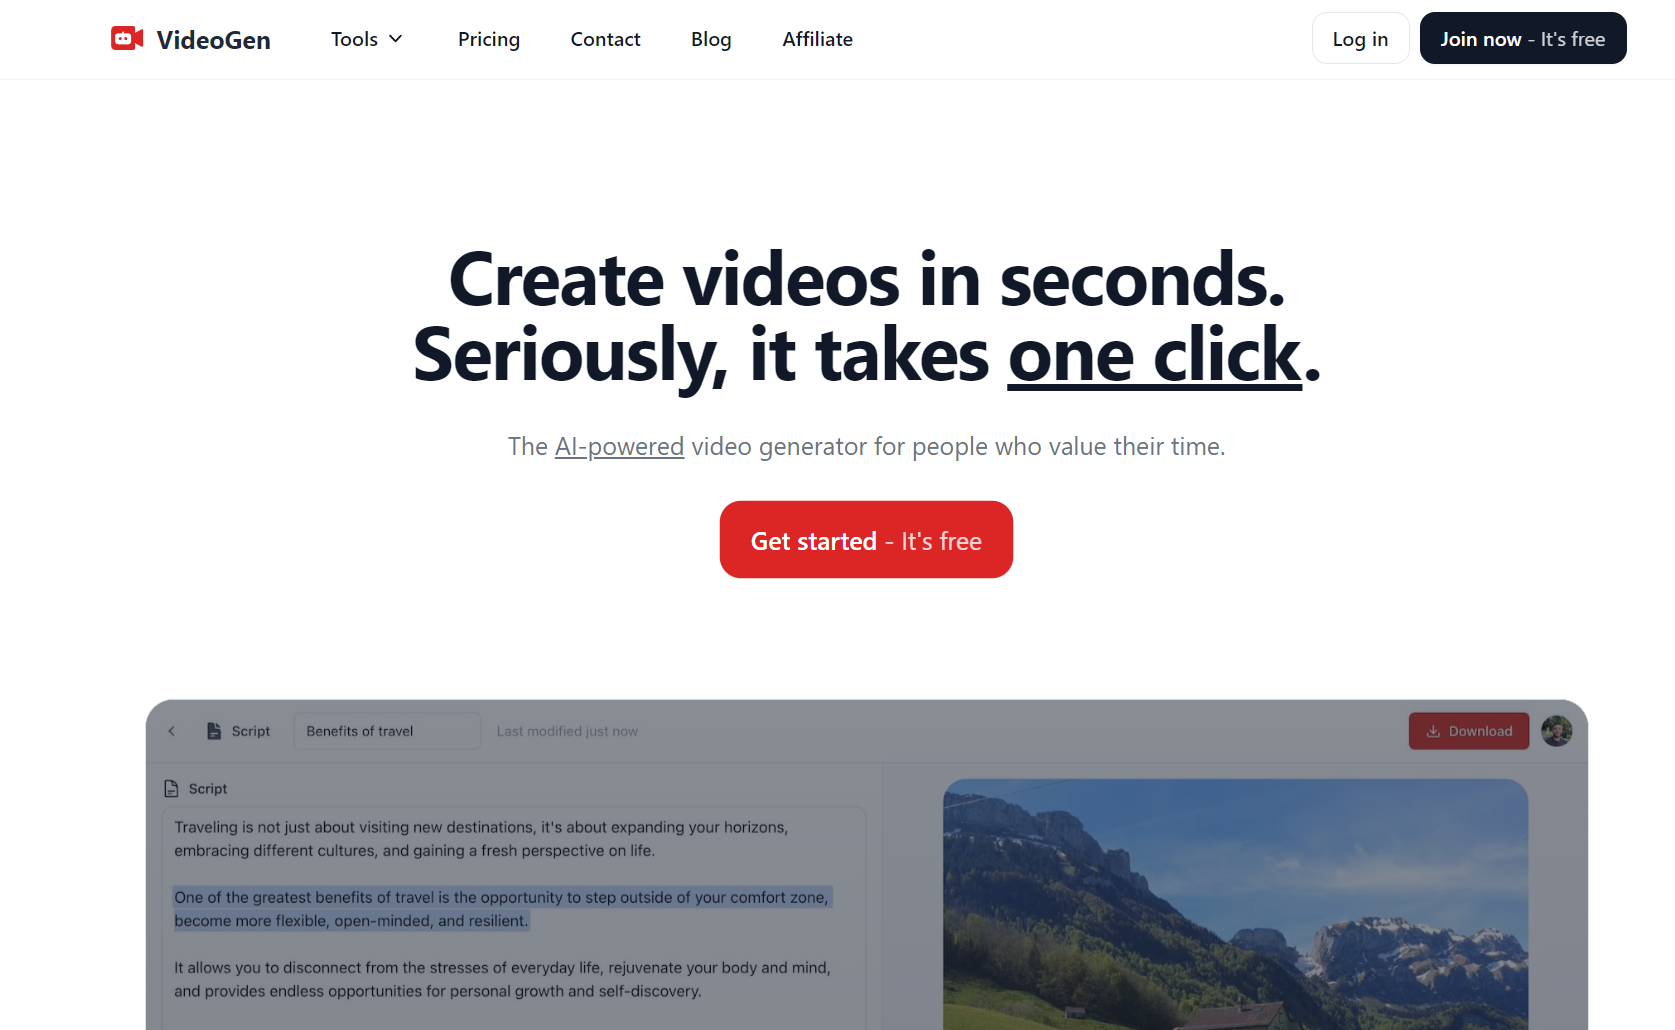 VideoGen
Tools
Pricing
Contact
Blog
Affiliate
Log in
Join now - It's free
Create videos in seconds.
Seriously, it takes one click.
The AI-powered video generator for people who value their time.
Get started - It's free
Script
Benefits of travel
Last modified just now
Download
Script
Traveling is not just about visiting new destinations, it's about expanding your horizons,
embracing different cultures, and gaining a fresh perspective on life.
One of the greatest benefits of travel is the opportunity to step outside of your comfort zone,
become more flexible, open-minded, and resilient.
It allows you to disconnect from the stresses of everyday life, rejuvenate your body and mind,
and provides endless opportunities for personal growth and self-discovery.